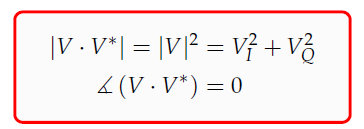 |V · V*| = |V|² = V_I² + V_Q²
∡ (V · V*) = 0